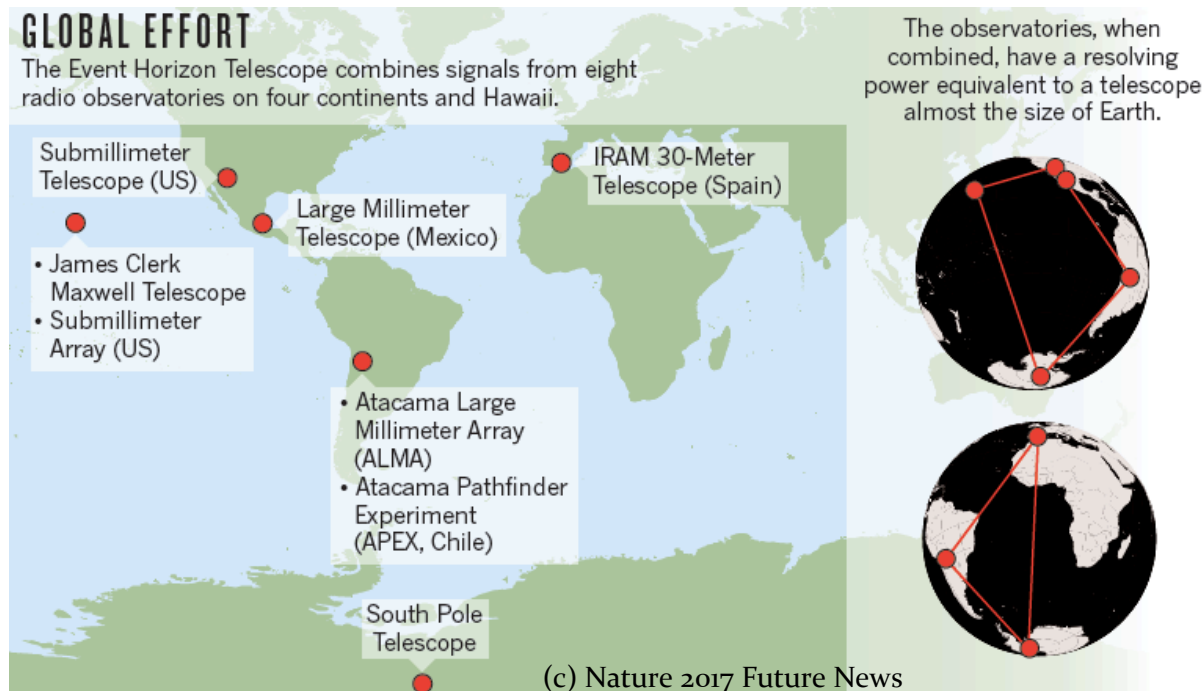 GLOBAL EFFORT
The Event Horizon Telescope combines signals from eight
radio observatories on four continents and Hawaii.
The observatories, when
combined, have a resolving
power equivalent to a telescope
almost the size of Earth.
Submillimeter
Telescope (US)
IRAM 30-Meter
Telescope (Spain)
Large Millimeter
Telescope (Mexico)
• James Clerk
Maxwell Telescope
• Submillimeter
Array (US)
• Atacama Large
Millimeter Array
(ALMA)
• Atacama Pathfinder
Experiment
(APEX, Chile)
South Pole
Telescope
(c) Nature 2017 Future News